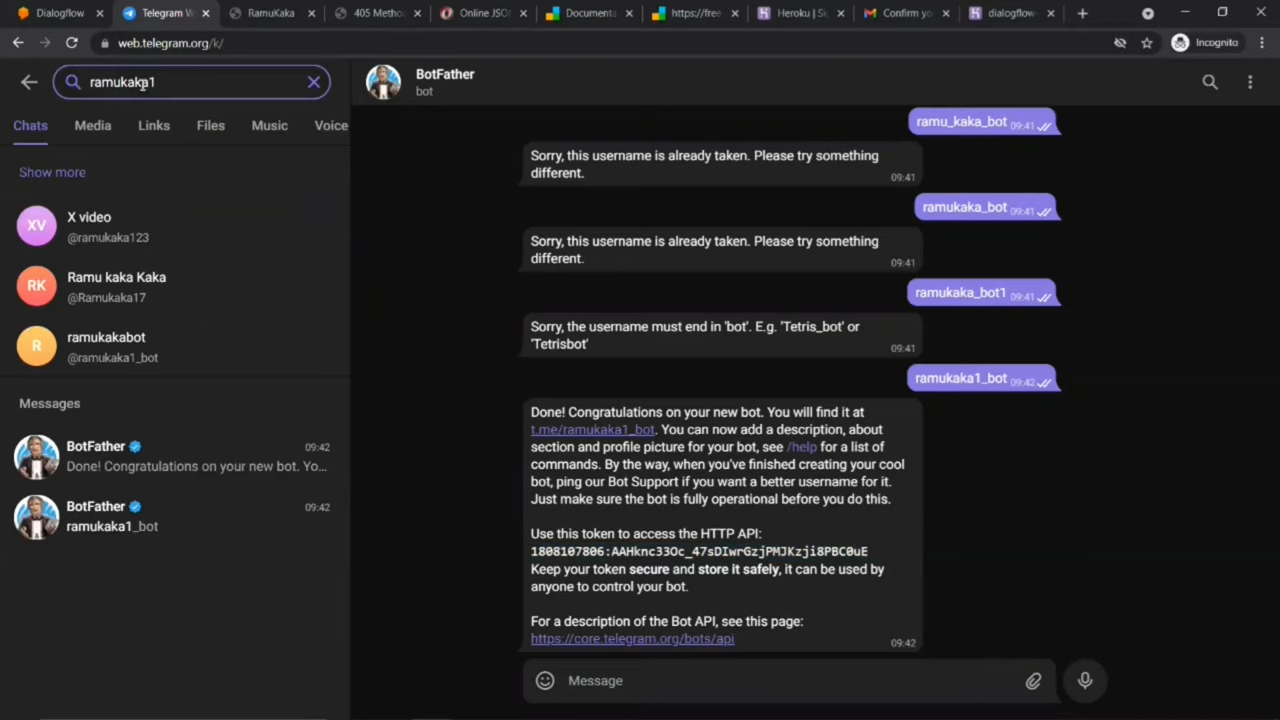 Dialogflow
Telegram W
RamuKaka
405 Metho
Online JSO
Documenta
https://free
Heroku | Si
Confirm yo
dialogflow
web.telegram.org/k/
Incognito
ramukaka1
Chats
Media
Links
Files
Music
Voice
Show more
X video
@ramukaka123
Ramu kaka Kaka
@Ramukaka17
ramukakabot
@ramukaka1_bot
Messages
BotFather
09:42
Done! Congratulations on your new bot. Yo...
BotFather
09:42
ramukaka1_bot
BotFather
bot
ramu_kaka_bot 09:41
Sorry, this username is already taken. Please try something
different.
09:41
ramukaka_bot 09:41
Sorry, this username is already taken. Please try something
different.
09:41
ramukaka_bot1 09:41
Sorry, the username must end in 'bot'. E.g. 'Tetris_bot' or
'Tetrisbot'
09:41
ramukaka1_bot 09:42
Done! Congratulations on your new bot. You will find it at
t.me/ramukaka1_bot. You can now add a description, about
section and profile picture for your bot, see /help for a list of
commands. By the way, when you've finished creating your cool
bot, ping our Bot Support if you want a better username for it.
Just make sure the bot is fully operational before you do this.
Use this token to access the HTTP API:
1808107806:AAHknc33Oc_47sDIwrGzjPMJKzji8PBC0uE
Keep your token secure and store it safely, it can be used by
anyone to control your bot.
For a description of the Bot API, see this page:
https://core.telegram.org/bots/api
09:42
Message
XV
RK
R